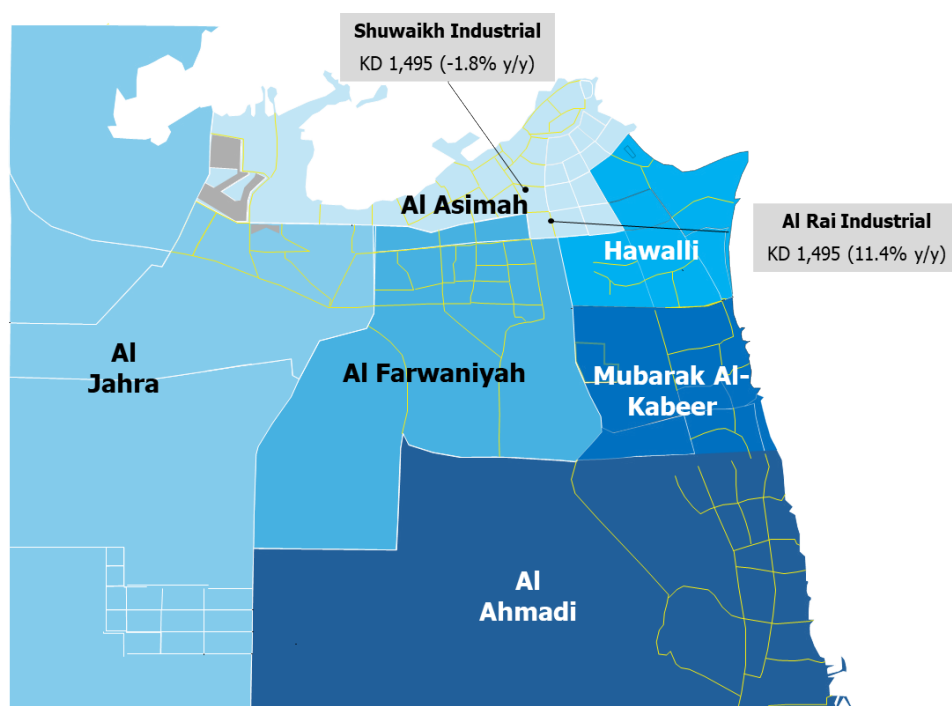 Shuwaikh Industrial
KD 1,495 (-1.8% y/y)
Al Asimah
Al Rai Industrial
KD 1,495 (11.4% y/y)
Hawalli
Al
Jahra
Al Farwaniyah
Mubarak Al-
Kabeer
Al
Ahmadi